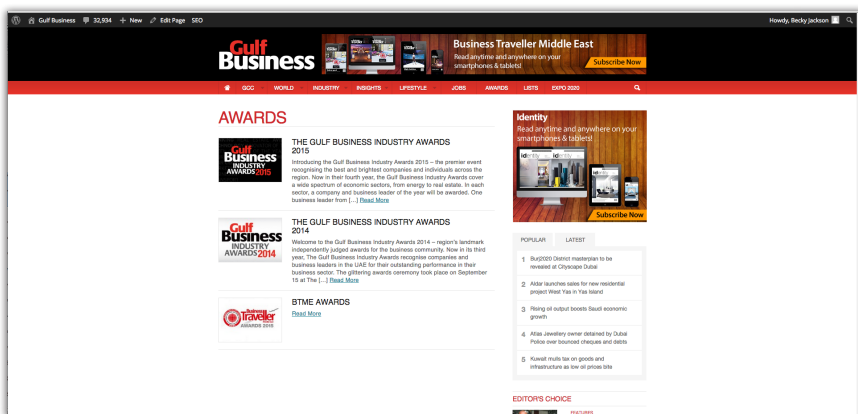 Gulf Business 32,934 + New Edit Page SEO Howdy, Becky Jackson
Gulf
Business
Business Traveller Middle East
Read anytime and anywhere on your
smartphones & tablets!
Subscribe Now
GCC WORLD INDUSTRY INSIGHTS LIFESTYLE JOBS AWARDS LISTS EXPO 2020
AWARDS
Gulf
Business
INDUSTRY
AWARDS2015
THE GULF BUSINESS INDUSTRY AWARDS
2015
Introducing the Gulf Business Industry Awards 2015 – the premier event
recognising the best and brightest companies and individuals across the
region. Now in their fourth year, the Gulf Business Industry Awards cover
a wide spectrum of economic sectors, from energy to real estate. In each
sector, a company and business leader of the year will be awarded. One
business leader from [...] Read More
Gulf
Business
INDUSTRY
AWARDS2014
THE GULF BUSINESS INDUSTRY AWARDS
2014
Welcome to the Gulf Business Industry Awards 2014 – region's landmark
independently judged awards for the business community. Now in its third
year, The Gulf Business Industry Awards recognise companies and
business leaders in the UAE for their outstanding performance in their
business sector. The glittering awards ceremony took place on September
15 at The [...] Read More
Business
Traveller
AWARDS 2015
BTME AWARDS
Read More
Identity
Read anytime and anywhere on your
smartphones & tablets!
identity
identity
Subscribe Now
POPULAR LATEST
1 Burj2020 District masterplan to be
revealed at Cityscape Dubai
2 Aldar launches sales for new residential
project West Yas in Yas Island
3 Rising oil output boosts Saudi economic
growth
4 Atlas Jewellery owner detained by Dubai
Police over bounced cheques and debts
5 Kuwait mulls tax on goods and
infrastructure as low oil prices bite
EDITOR'S CHOICE
FEATURES